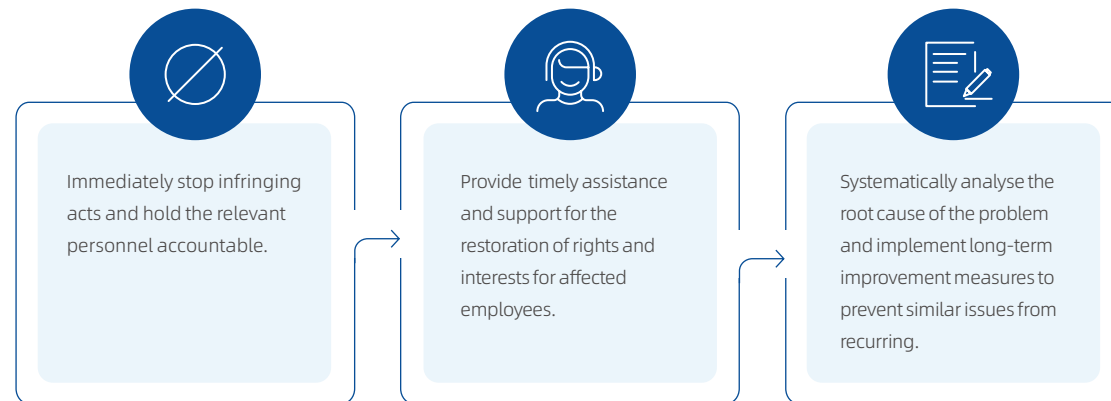 Immediately stop infringing
acts and hold the relevant
personnel accountable.
Provide timely assistance
and support for the
restoration of rights and
interests for affected
employees.
Systematically analyse the
root cause of the problem
and implement long-term
improvement measures to
prevent similar issues from
recurring.